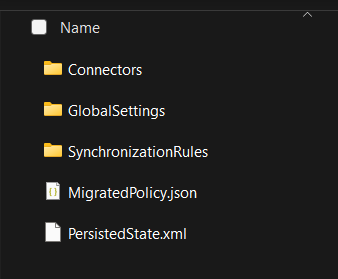 Name
Connectors
GlobalSettings
SynchronizationRules
MigratedPolicy.json
PersistedState.xml